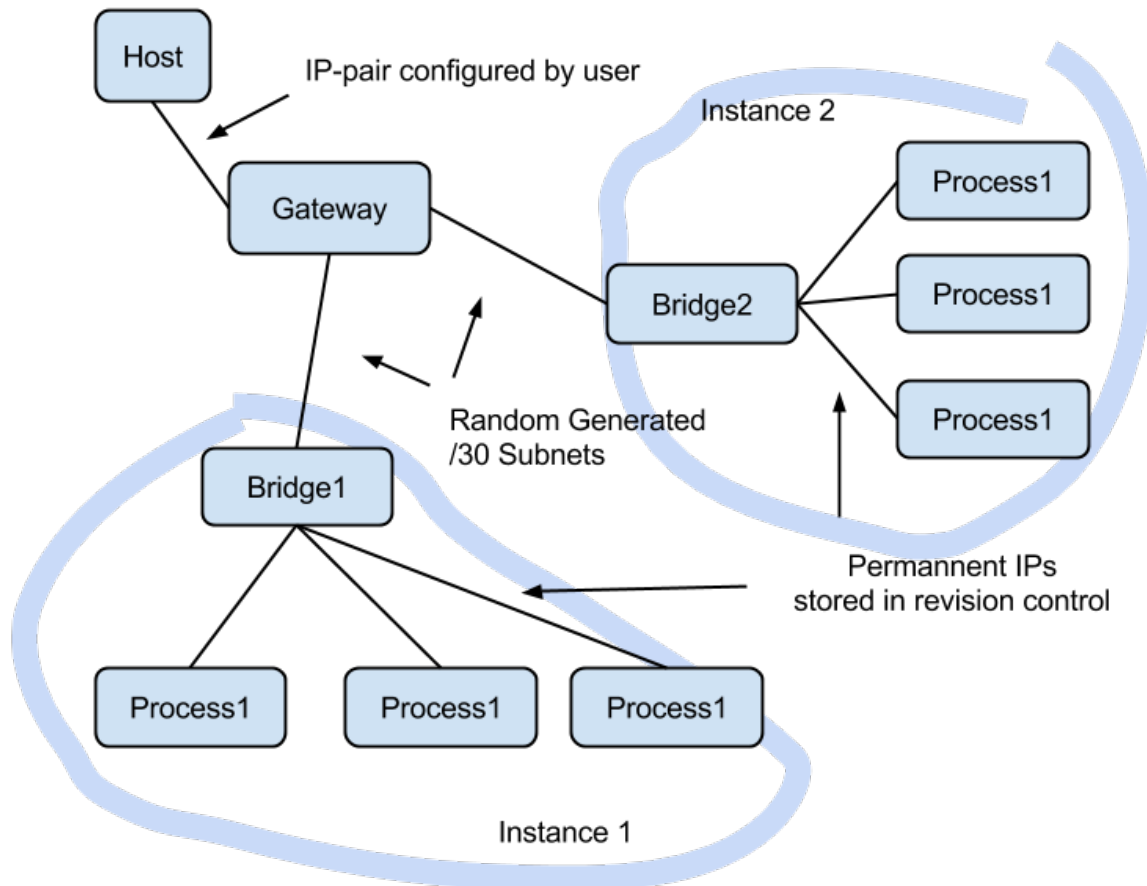 Host
IP-pair configured by user
Instance 2
Process1
Gateway
Process1
Bridge2
Process1
Random Generated
/30 Subnets
Bridge1
Permannent IPs
stored in revision control
Process1
Process1
Process1
Instance 1